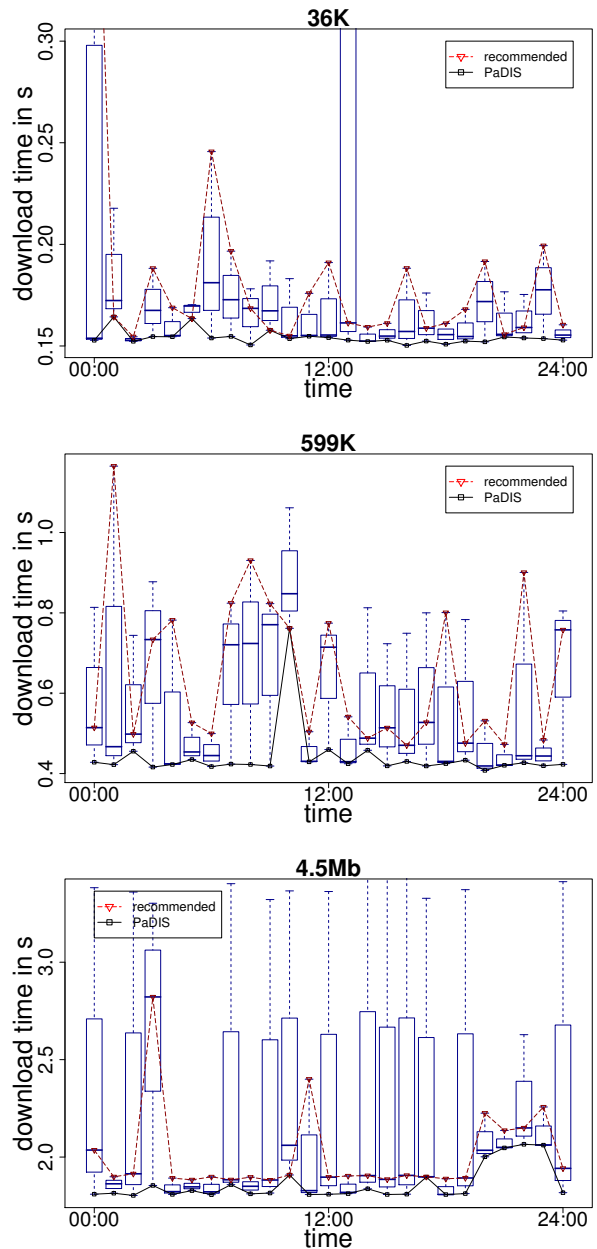 36K
download time in s
0.30
0.25
0.20
0.15
recommended
PaDIS
00:00
12:00
24:00
time
599K
download time in s
1.0
0.8
0.6
0.4
recommended
PaDIS
00:00
12:00
24:00
time
4.5Mb
download time in s
3.0
2.5
2.0
recommended
PaDIS
00:00
12:00
24:00
time